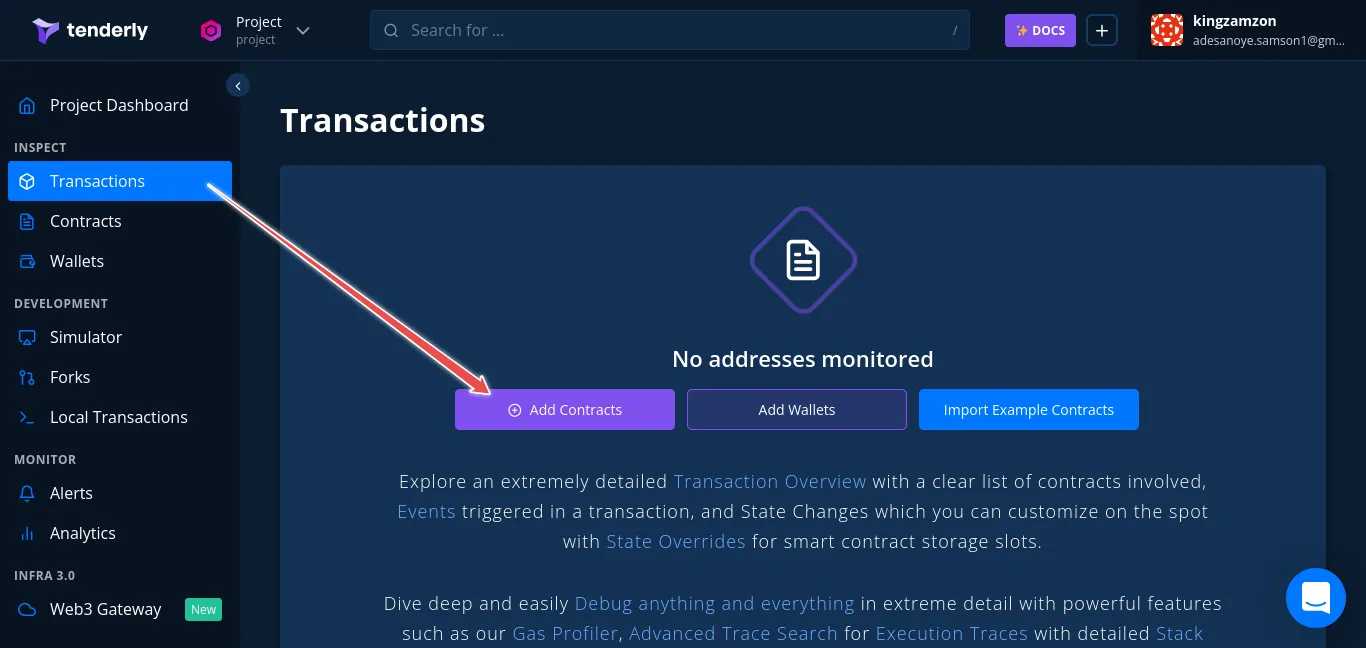 tenderly
Project
project
Search for ...
/
✨ DOCS
+
kingzamzon
adesanoye.samson1@gm...
Project Dashboard
INSPECT
Transactions
Contracts
Wallets
DEVELOPMENT
Simulator
Forks
Local Transactions
MONITOR
Alerts
Analytics
INFRA 3.0
Web3 Gateway New
Transactions
No addresses monitored
Add Contracts
Add Wallets
Import Example Contracts
Explore an extremely detailed Transaction Overview with a clear list of contracts involved,
Events triggered in a transaction, and State Changes which you can customize on the spot
with State Overrides for smart contract storage slots.
Dive deep and easily Debug anything and everything in extreme detail with powerful features
such as our Gas Profiler, Advanced Trace Search for Execution Traces with detailed Stack